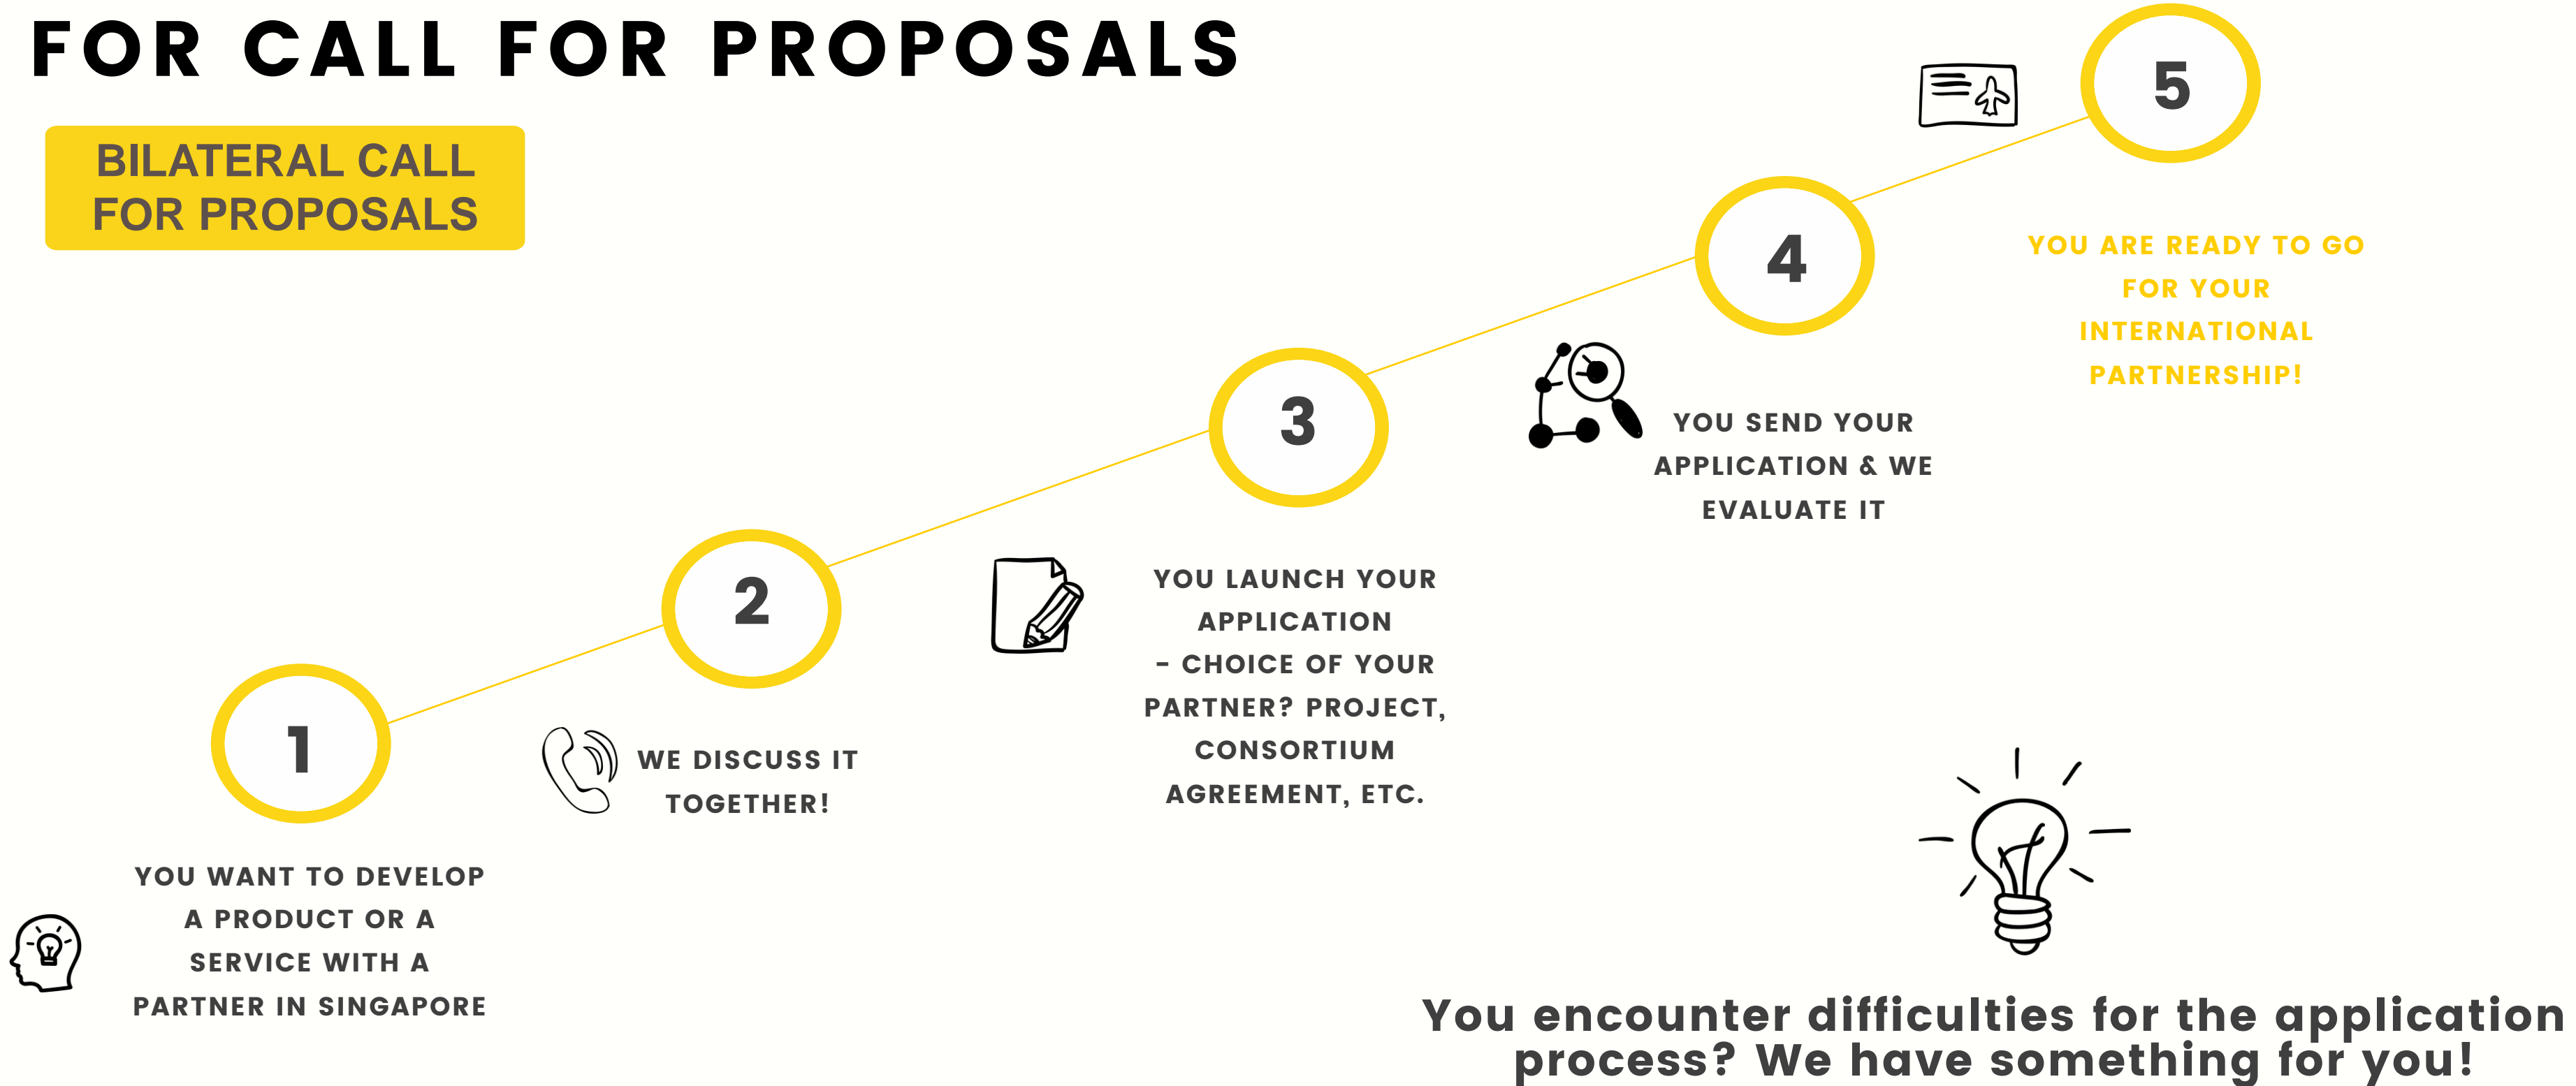 FOR CALL FOR PROPOSALS
BILATERAL CALL
FOR PROPOSALS
1
YOU WANT TO DEVELOP
A PRODUCT OR A
SERVICE WITH A
PARTNER IN SINGAPORE
2
WE DISCUSS IT
TOGETHER!
3
YOU LAUNCH YOUR
APPLICATION
- CHOICE OF YOUR
PARTNER? PROJECT,
CONSORTIUM
AGREEMENT, ETC.
4
YOU SEND YOUR
APPLICATION & WE
EVALUATE IT
5
YOU ARE READY TO GO
FOR YOUR
INTERNATIONAL
PARTNERSHIP!
You encounter difficulties for the application
process? We have something for you!